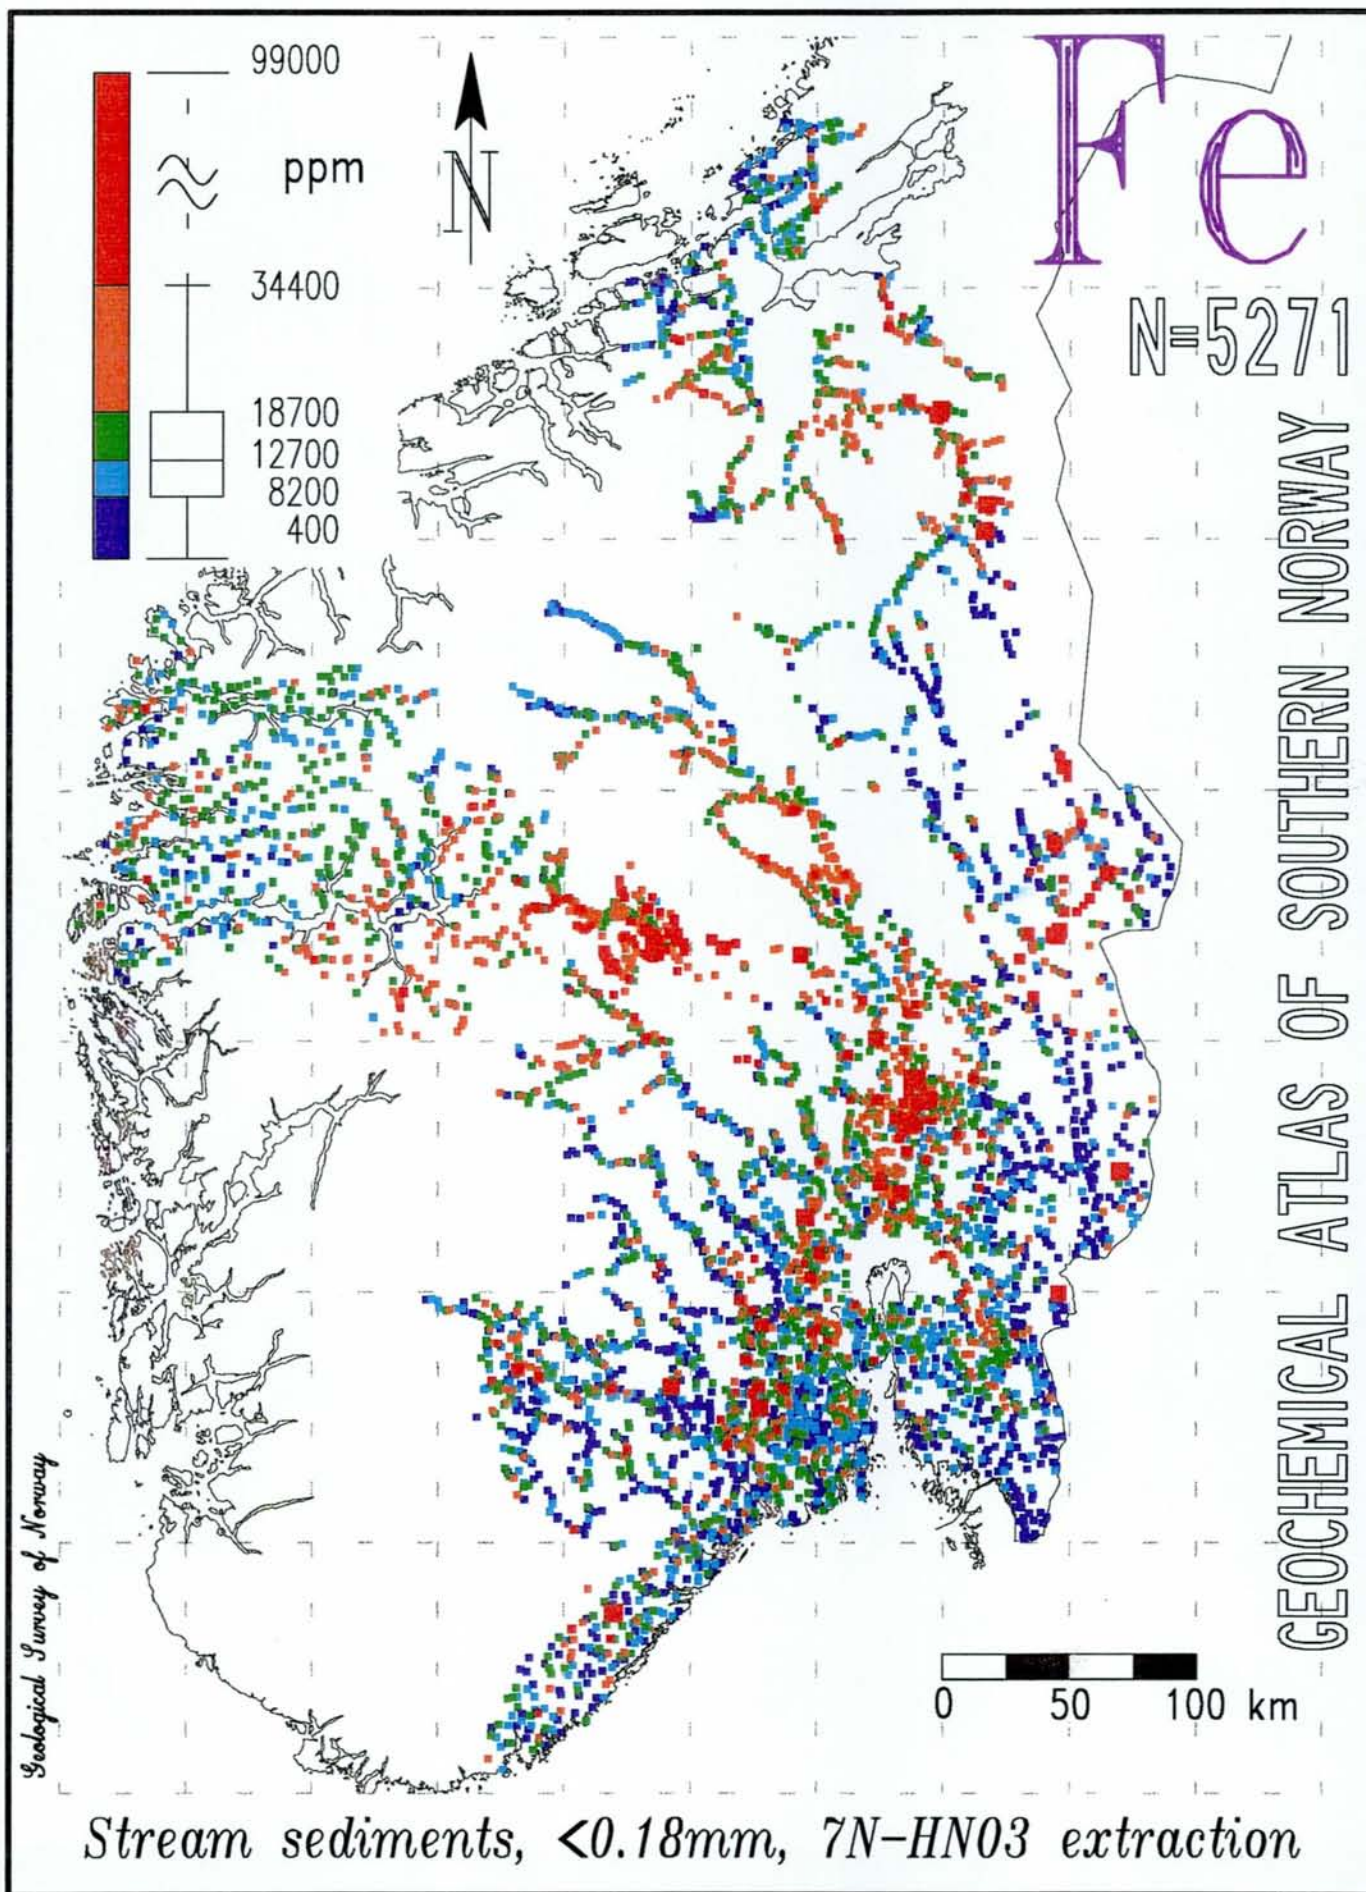 99000
ppm
34400
18700
12700
8200
400
N
Fe
N=5271
GEOCHEMICAL ATLAS OF SOUTHERN NORWAY
Geological Survey of Norway
0 50 100 km
Stream sediments, <0.18mm, 7N-HNO3 extraction